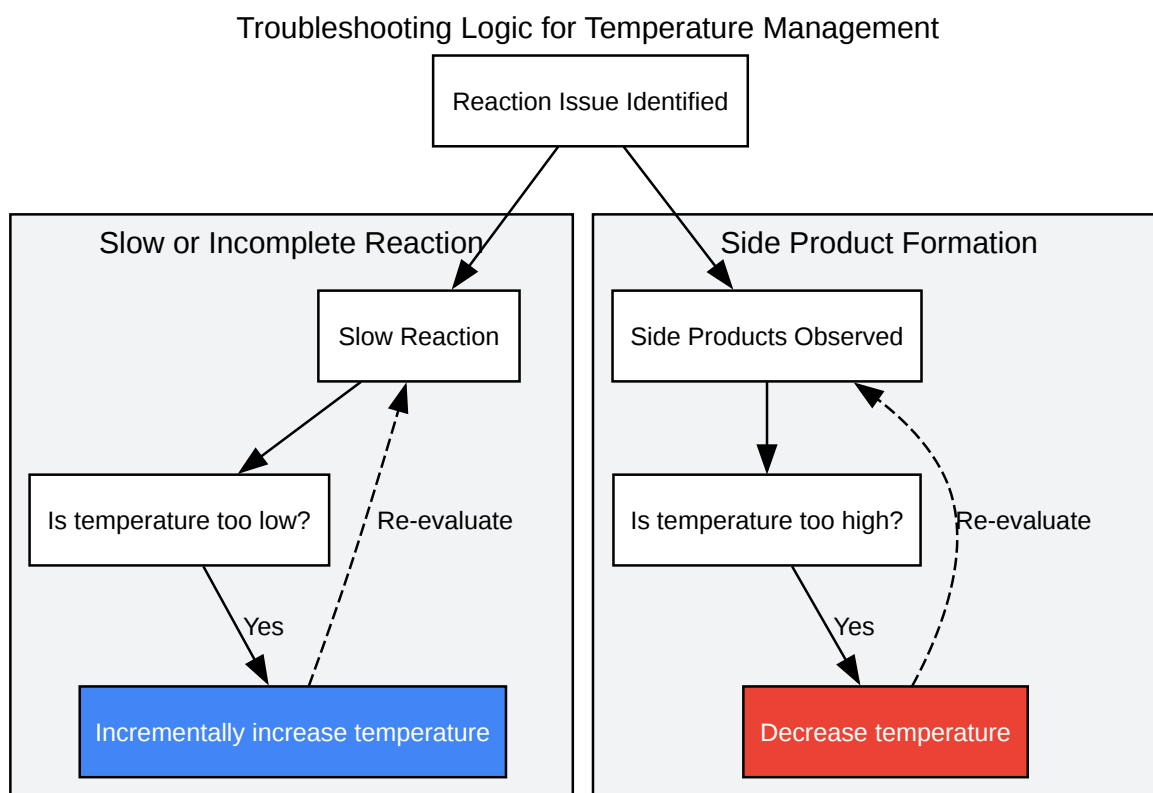 Troubleshooting Logic for Temperature Management
Reaction Issue Identified
Slow or Incomplete Reaction
Slow Reaction
Is temperature too low?
Re-evaluate
Yes
Incrementally increase temperature
Side Product Formation
Side Products Observed
Is temperature too high?
Re-evaluate
Yes
Decrease temperature